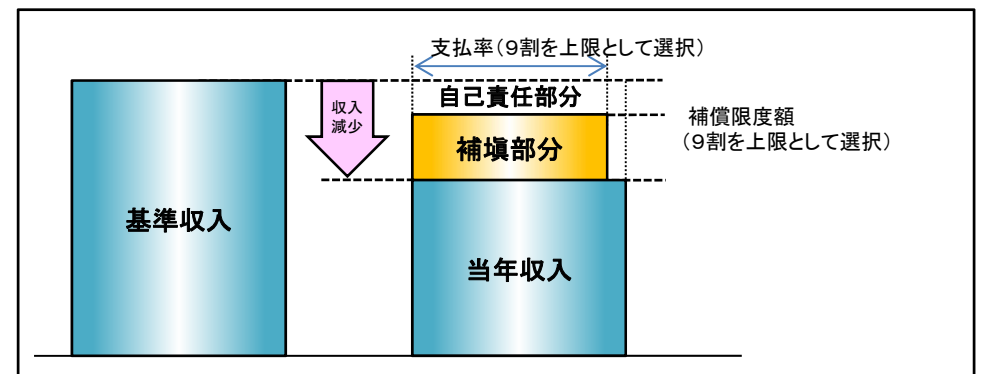 支払率(9割を上限として選択)
自己責任部分
収入
減少
補償限度額
(9割を上限として選択)
補塡部分
基準収入
当年収入